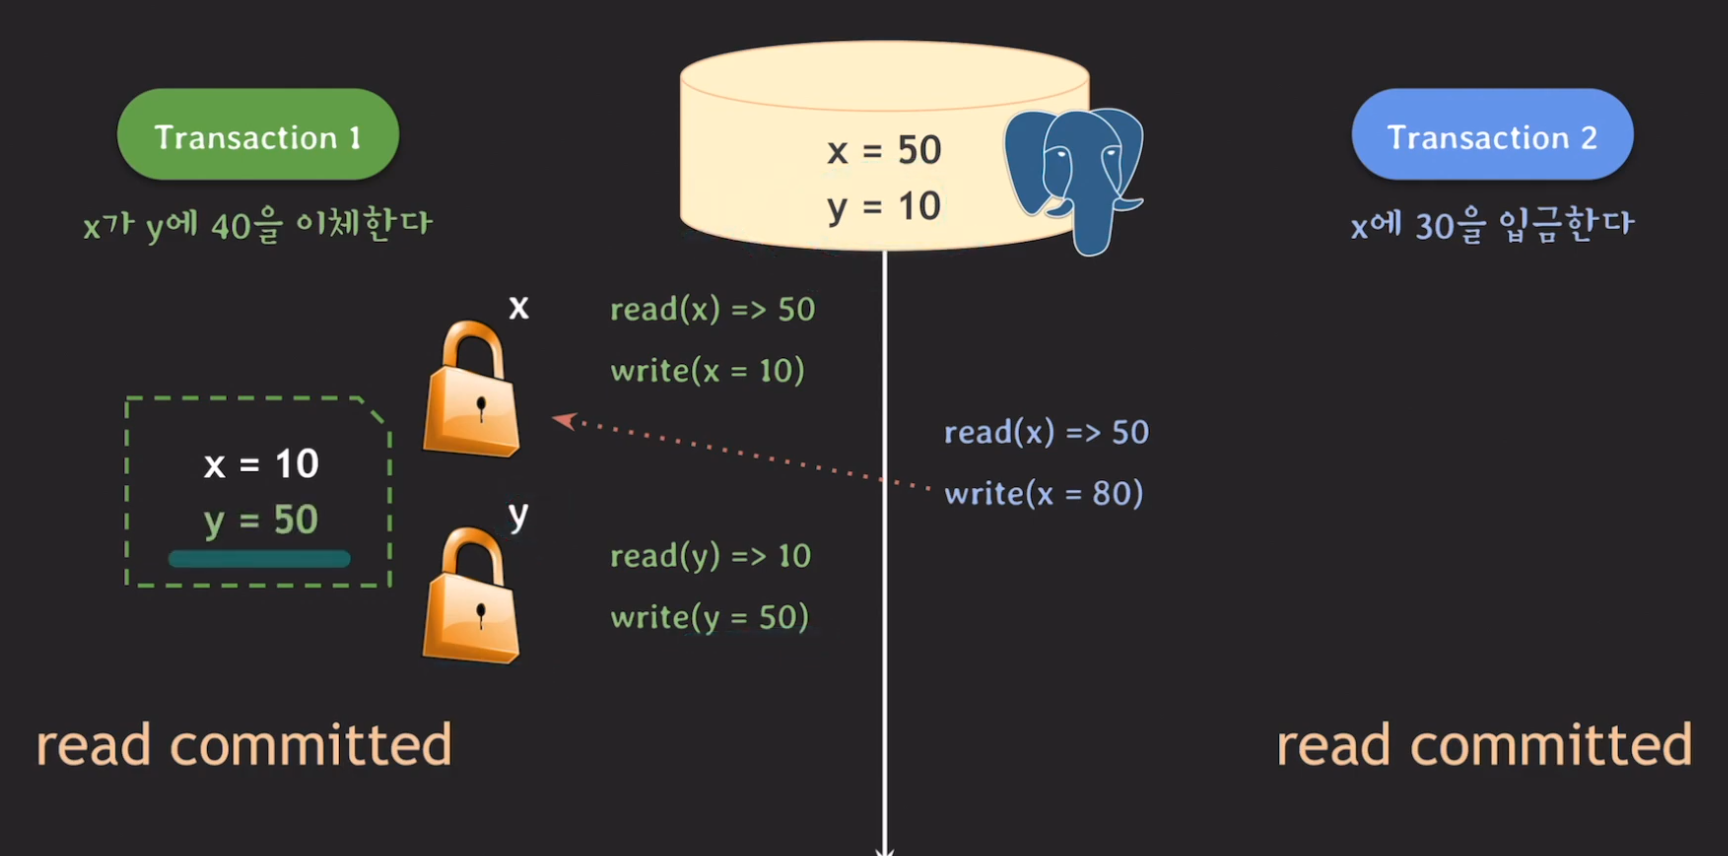 Transaction 1
x가 y에 40을 이체한다
x = 50
y = 10
Transaction 2
x에 30을 입금한다
x
read(x) => 50
write(x = 10)
read(x) => 50
write(x = 80)
x = 10
y = 50
y
read(y) => 10
write(y = 50)
read committed
read committed